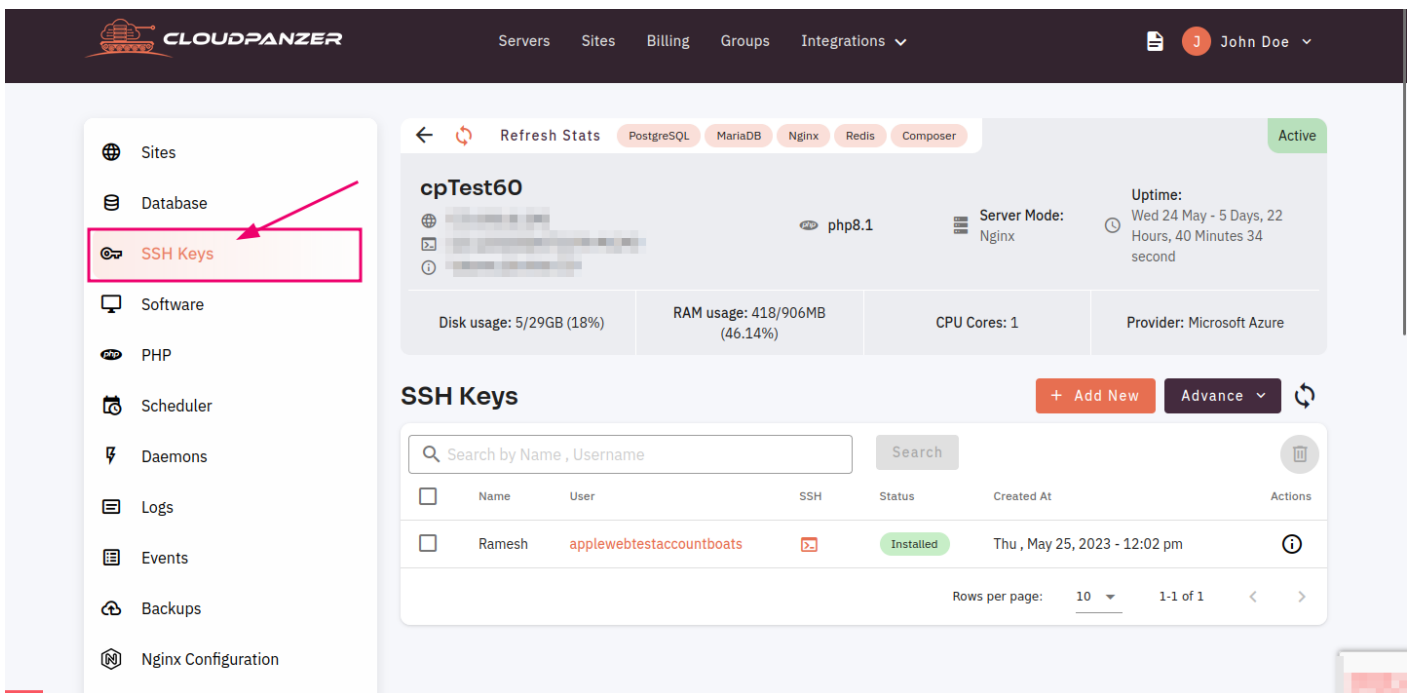 CLOUDPANZER
Servers Sites Billing Groups Integrations
J John Doe
Sites
Database
SSH Keys
Software
php PHP
Scheduler
Daemons
Logs
Events
Backups
N Nginx Configuration
Refresh Stats PostgreSQL MariaDB Nginx Redis Composer
Active
cpTest60
php php8.1
Server Mode:
Nginx
Uptime:
Wed 24 May - 5 Days, 22
Hours, 40 Minutes 34
second
Disk usage: 5/29GB (18%)
RAM usage: 418/906MB
(46.14%)
CPU Cores: 1
Provider: Microsoft Azure
SSH Keys
+ Add New
Advance
Search by Name , Username
Search
Name User SSH Status Created At Actions
Ramesh applewebtestaccountboats Installed Thu , May 25, 2023 - 12:02 pm
Rows per page: 10 1-1 of 1